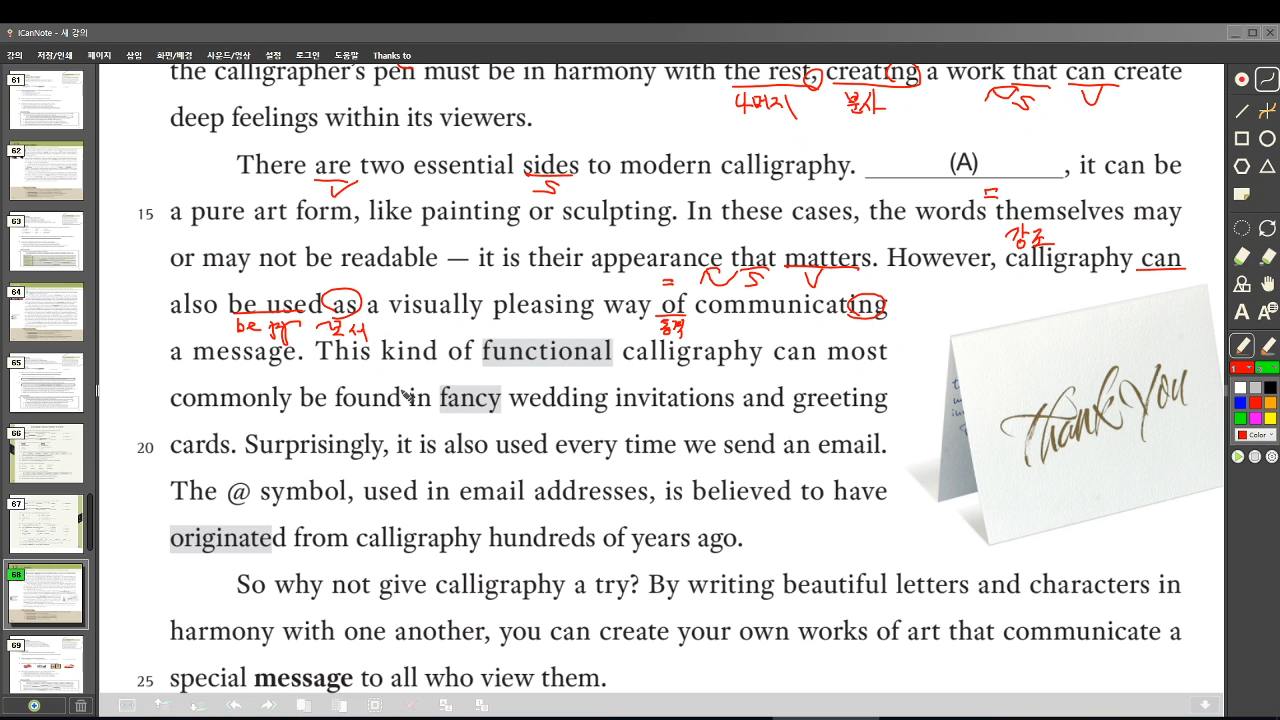 ICanNote - 새 강의
강의 인덱스 페이지 삽입 화면/배경 사운드/영상 설정 로그인 도움말 Thanks to
the calligrapher's pen must be in harmony with the rest, creating a work that can create
나머지 분사 S V
deep feelings within its viewers.
There are two essential sides to modern calligraphy. (A) , it can be
V S
15 a pure art form, like painting or sculpting. In these cases, the words themselves may
강조
or may not be readable — it is their appearance that matters. However, calligraphy can
S V
also be used as a visually pleasing way of communicating
동격
a message. This kind of functional calligraphy can most
commonly be found in fancy wedding invitations and greeting
20 cards. Surprisingly, it is also used every time we send an email.
The @ symbol, used in email addresses, is believed to have
originated from calligraphy hundreds of years ago.
So why not give calligraphy a try? By writing beautiful letters and characters in
harmony with one another, you can create your own works of art that communicate a
25 special message to all who view them.
Thank You
61
62
63
64
65
66
67
68
69
Color